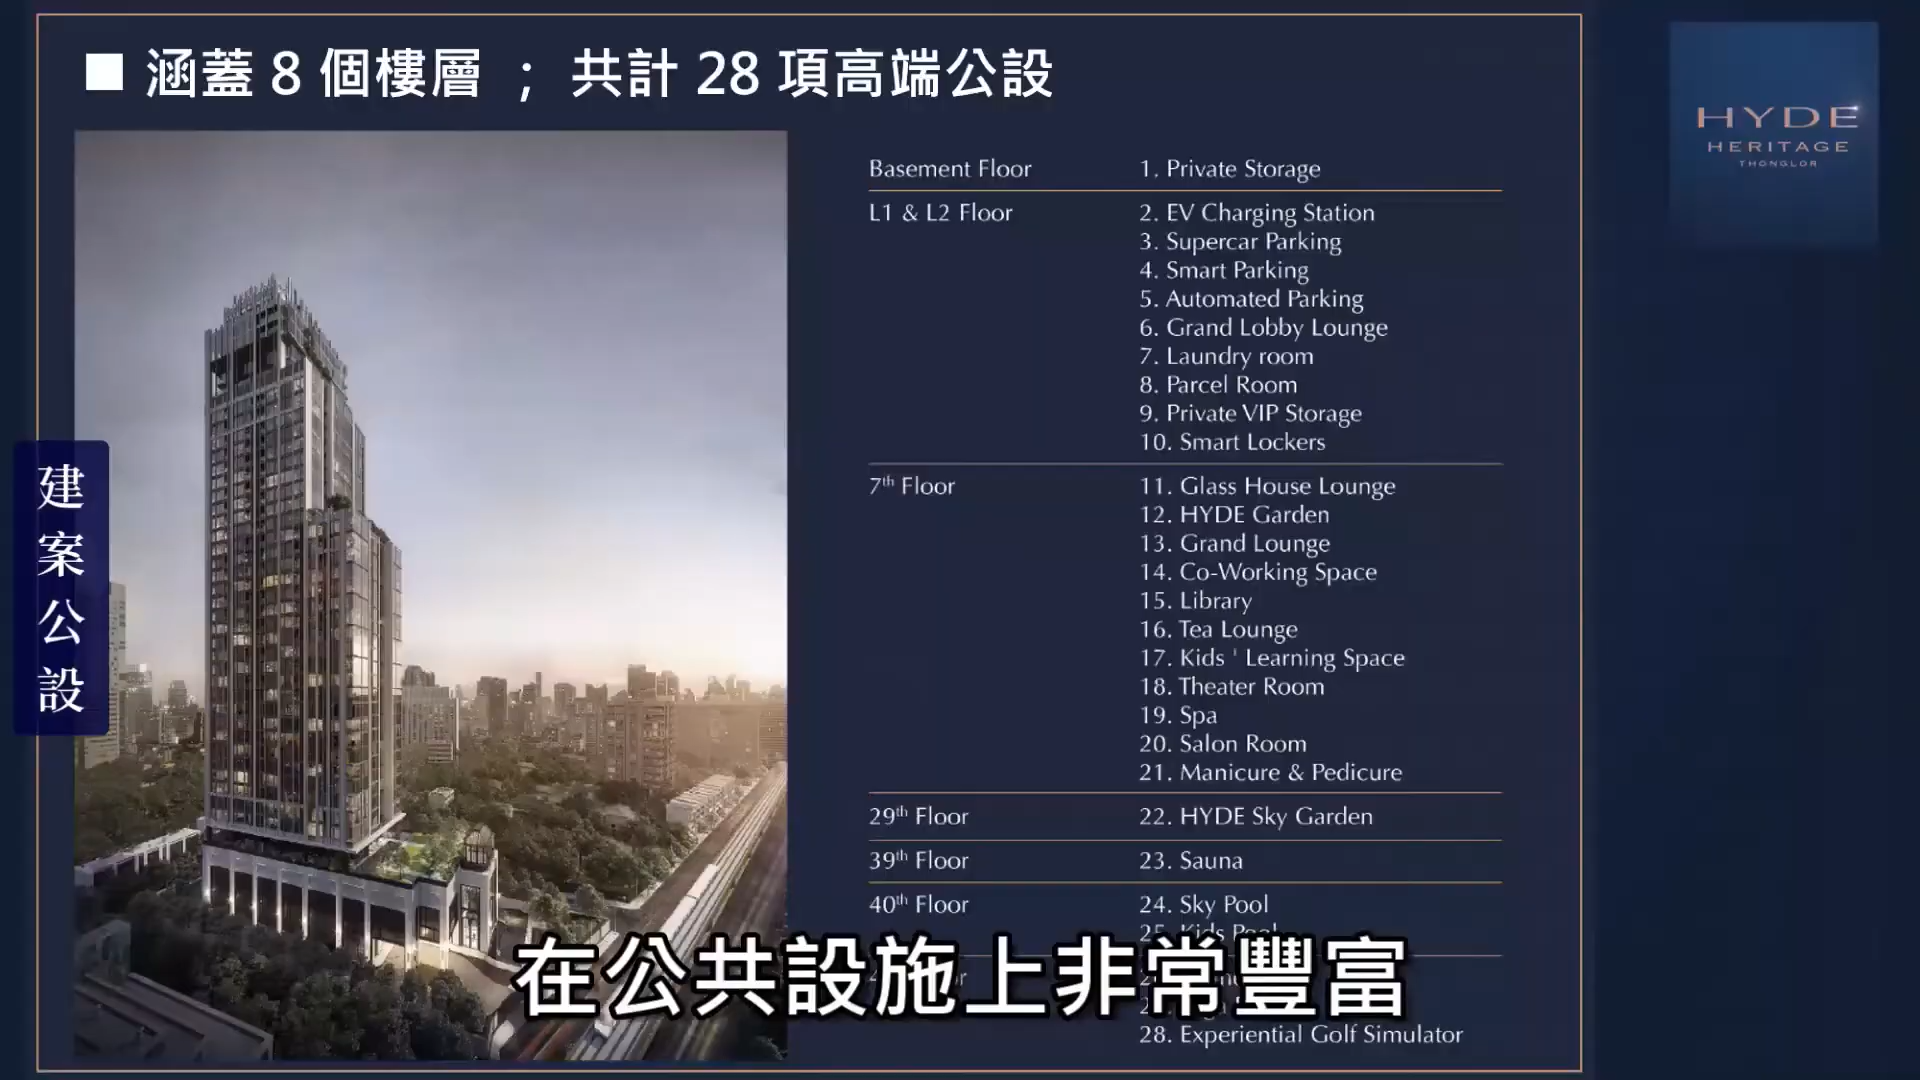 ■ 涵蓋 8 個樓層 ； 共計 28 項高端公設
HYDE
HERITAGE
THONGLOR
建案公設
Basement Floor 1. Private Storage
L1 & L2 Floor 2. EV Charging Station
3. Supercar Parking
4. Smart Parking
5. Automated Parking
6. Grand Lobby Lounge
7. Laundry room
8. Parcel Room
9. Private VIP Storage
10. Smart Lockers
7th Floor 11. Glass House Lounge
12. HYDE Garden
13. Grand Lounge
14. Co-Working Space
15. Library
16. Tea Lounge
17. Kids ' Learning Space
18. Theater Room
19. Spa
20. Salon Room
21. Manicure & Pedicure
29th Floor 22. HYDE Sky Garden
39th Floor 23. Sauna
40th Floor 24. Sky Pool
25. Kids Pool
28. Experiential Golf Simulator
在公共設施上非常豐富